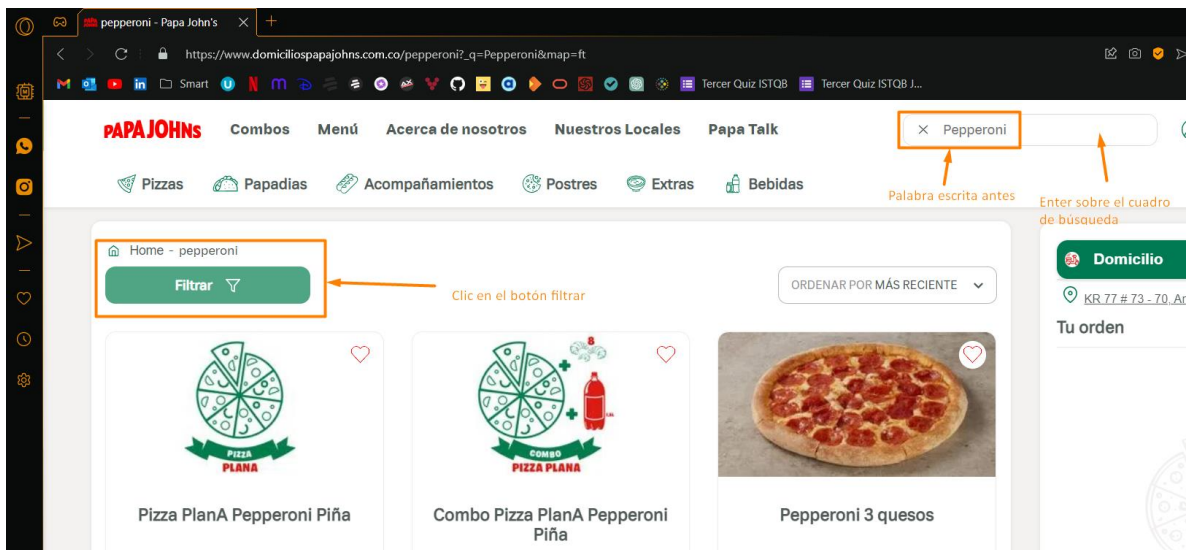 pepperoni - Papa John's
https://www.domiciliospapajohns.com.co/pepperoni?_q=Pepperoni&map=ft
Smart
Tercer Quiz ISTQB
Tercer Quiz ISTQB J...
PAPA JOHNS
Combos
Menú
Acerca de nosotros
Nuestros Locales
Papa Talk
Pepperoni
Pizzas
Papadias
Acompañamientos
Postres
Extras
Bebidas
Palabra escrita antes
Enter sobre el cuadro
de búsqueda
Home - pepperoni
Filtrar
Clic en el botón filtrar
ORDENAR POR MÁS RECIENTE
Domicilio
KR 77 # 73 - 70, Ar
Tu orden
PIZZA
PLANA
8
COMBO
PIZZA PLANA
Pizza PlanA Pepperoni Piña
Combo Pizza PlanA Pepperoni
Piña
Pepperoni 3 quesos